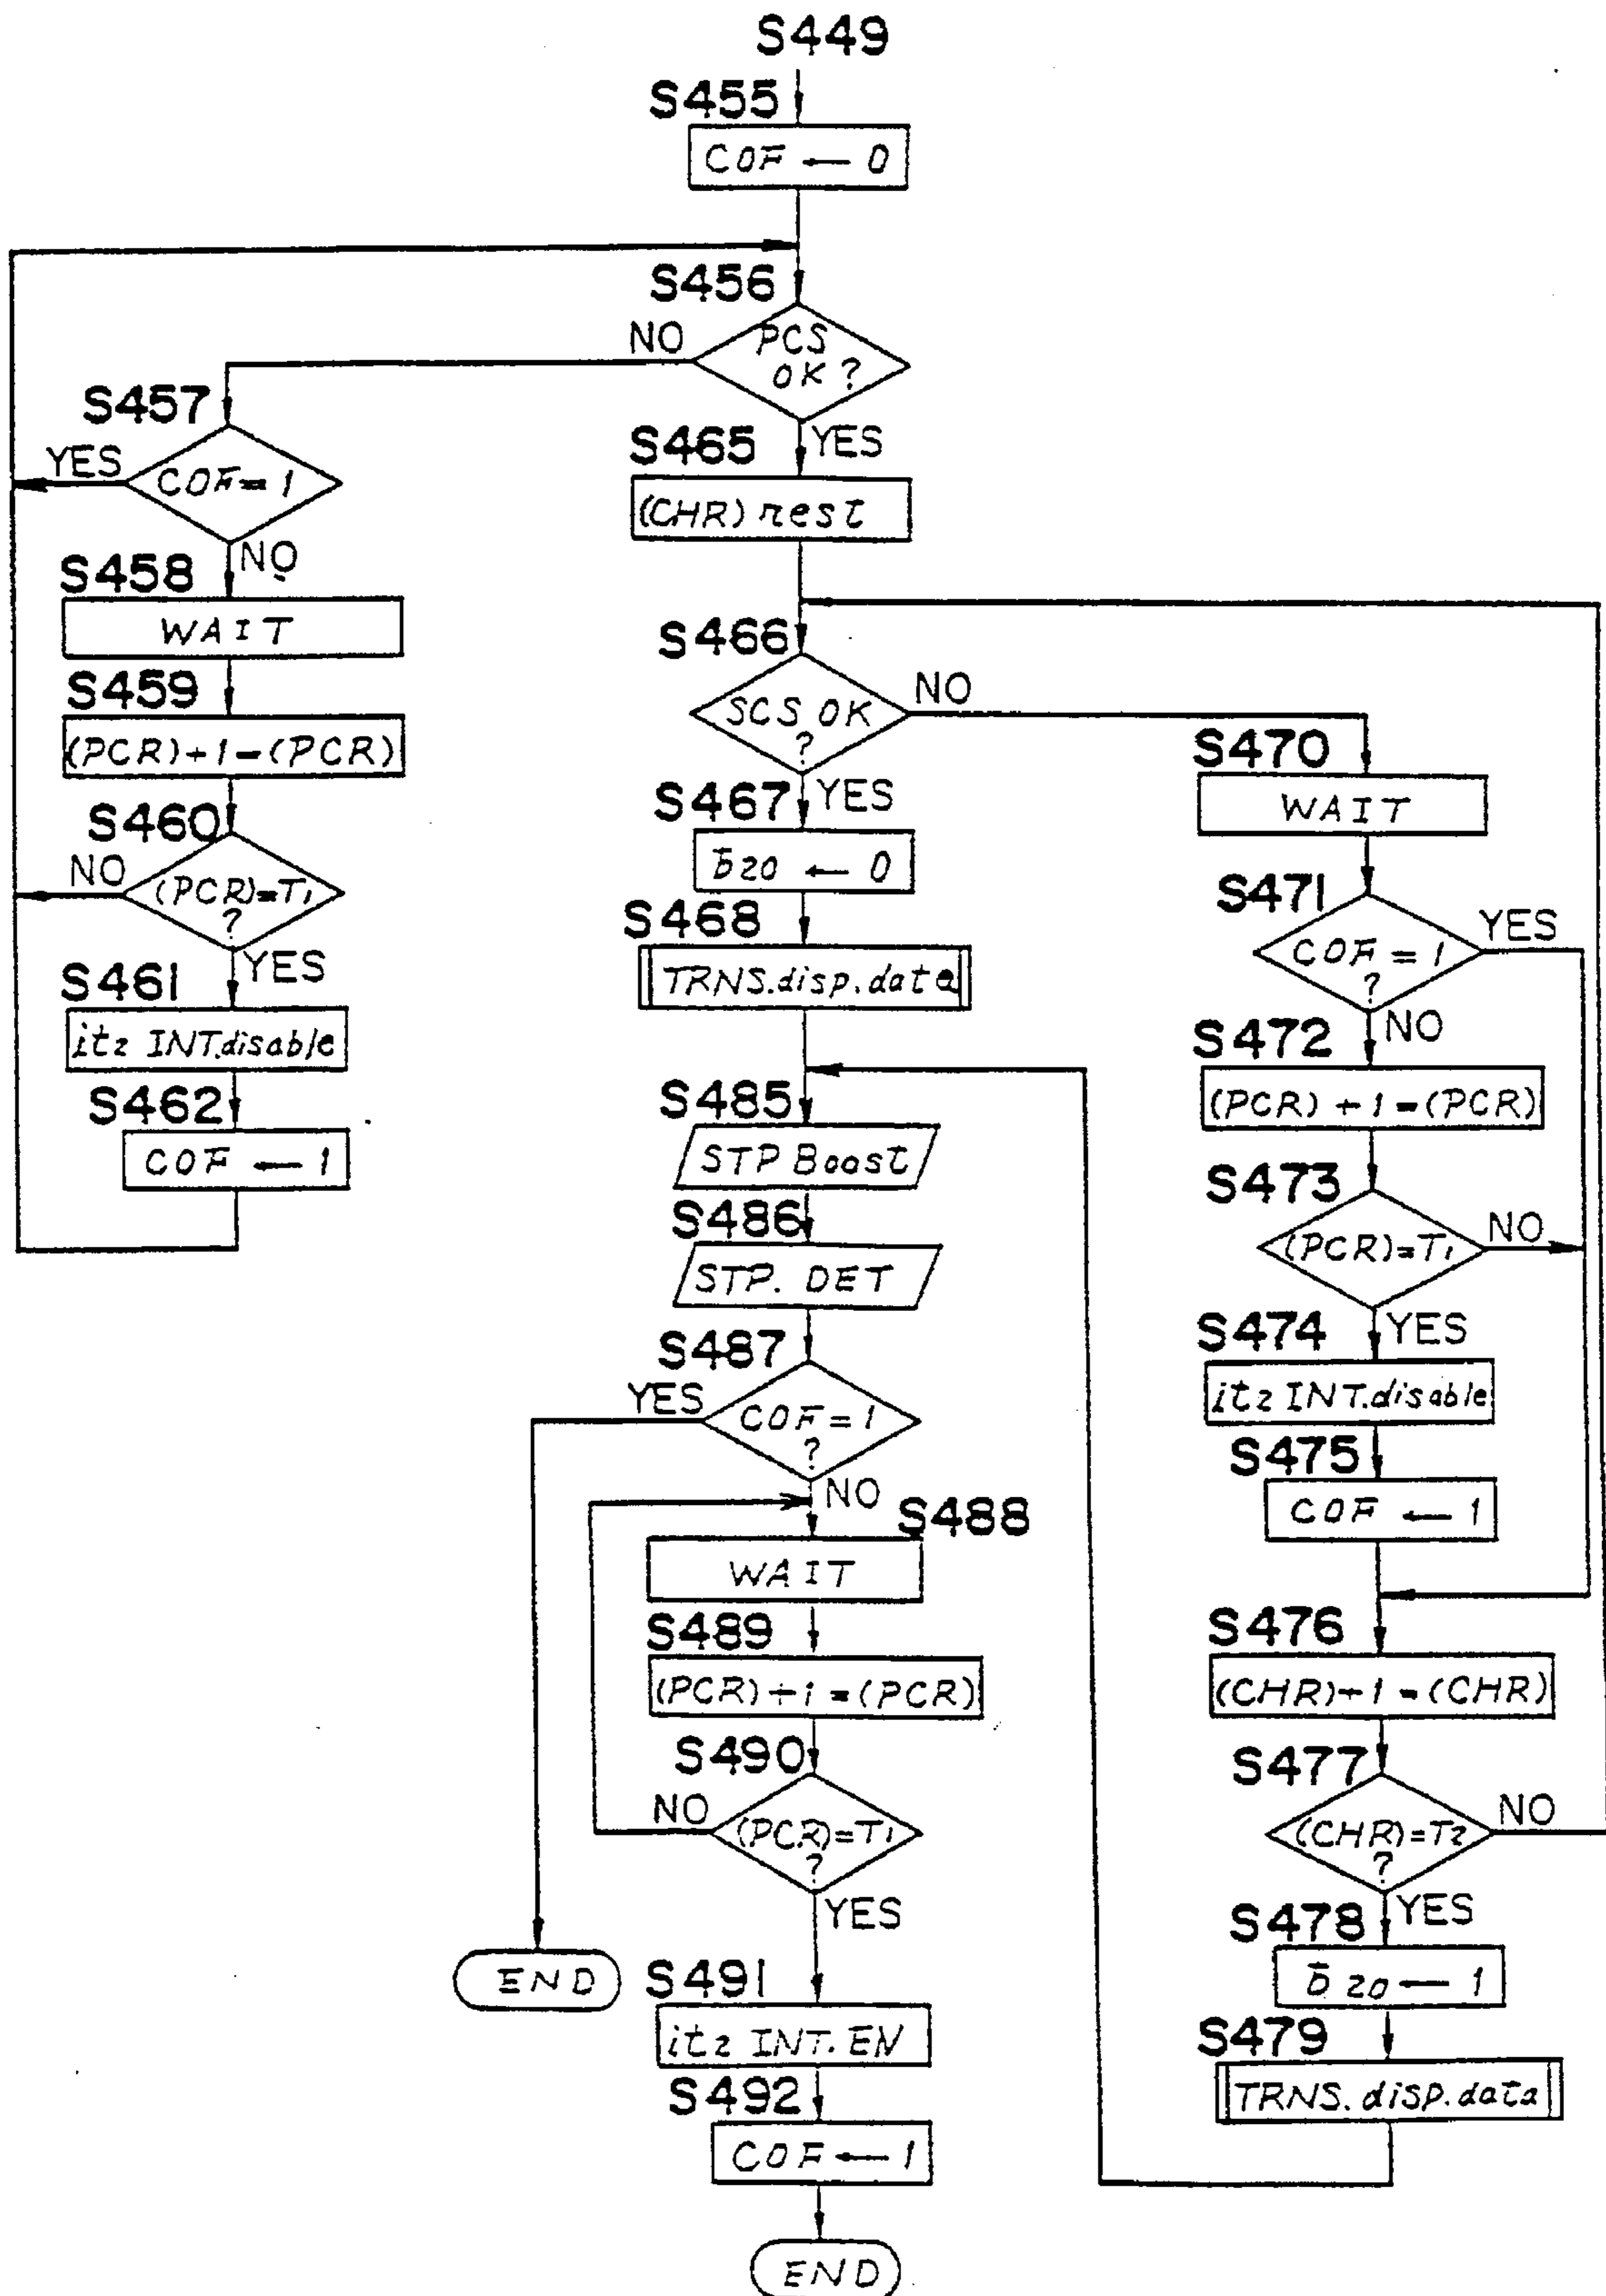 S449
S455
COF ← 0
S456
PCS
OK ?
NO
YES
S457
COF = 1
YES
NO
S458
WAIT
S459
(PCR)+1-(PCR)
S460
(PCR)=T1
?
NO
YES
S461
it2 INT.disable
S462
COF ← 1
S465
(CHR) rest
S466
SCS OK
?
NO
YES
S467
b̄20 ← 0
S468
TRNS.disp.data
S485
STP Boost
S486
STP. DET
S487
COF = 1
?
YES
NO
S488
WAIT
S489
(PCR)+1=(PCR)
S490
(PCR)=T1
?
NO
YES
S491
it2 INT. EN
S492
COF ← 1
END
END
S470
WAIT
S471
COF = 1
?
YES
NO
S472
(PCR) +1=(PCR)
S473
(PCR)=T1
NO
YES
S474
it2 INT.disable
S475
COF ← 1
S476
(CHR)+1=(CHR)
S477
(CHR)=T2
?
NO
YES
S478
b̄20 ← 1
S479
TRNS.disp.data